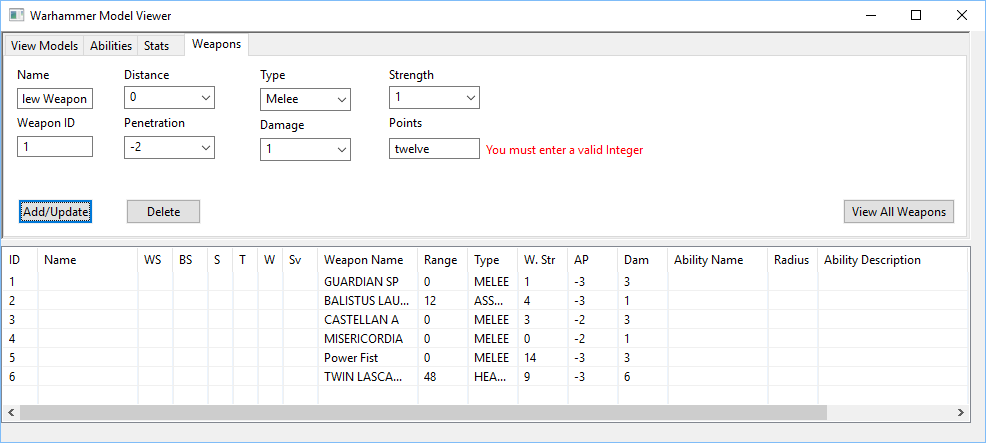 Warhammer Model Viewer
View Models Abilities Stats Weapons
Name Distance Type Strength
lew Weapon 0 Melee 1
Weapon ID Penetration Damage Points
1 -2 1 twelve You must enter a valid Integer
Add/Update Delete View All Weapons
ID Name WS BS S T W Sv Weapon Name Range Type W. Str AP Dam Ability Name Radius Ability Description
1 GUARDIAN SP 0 MELEE 1 -3 3
2 BALISTUS LAU... 12 ASS... 4 -3 1
3 CASTELLAN A 0 MELEE 3 -2 3
4 MISERICORDIA 0 MELEE 0 -2 1
5 Power Fist 0 MELEE 14 -3 3
6 TWIN LASCA... 48 HEA... 9 -3 6